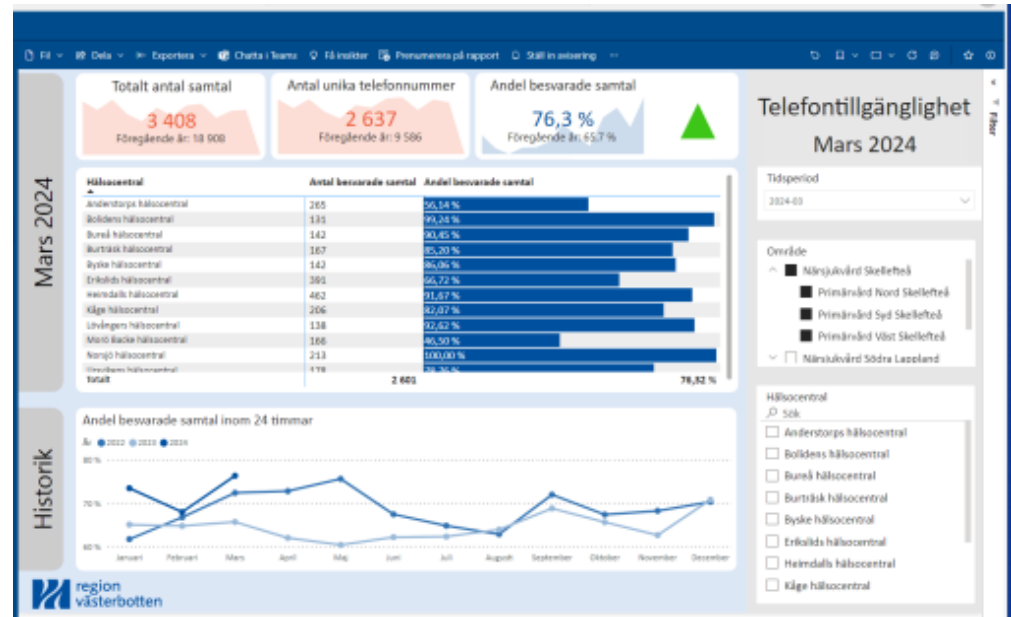 Fil Dela Exportera Chatta i Teams Få insikter Prenumerera på rapport Ställ in avisering ...
Mars 2024
Totalt antal samtal
3 408
Föregående år: 18 908
Antal unika telefonnummer
2 637
Föregående år: 9 586
Andel besvarade samtal
76,3 %
Föregående år: 65,7 %
Hälsocentral Antal besvarade samtal Andel besvarade samtal
Anderstorps hälsocentral 265 56,14 %
Bolidens hälsocentral 131 99,24 %
Bureå hälsocentral 142 90,45 %
Burträsk hälsocentral 167 85,20 %
Byske hälsocentral 142 86,06 %
Erikslids hälsocentral 391 66,72 %
Heimdalls hälsocentral 462 91,67 %
Kåge hälsocentral 206 82,07 %
Lövångers hälsocentral 138 92,62 %
Morö Backe hälsocentral 166 46,50 %
Norsjö hälsocentral 213 100,00 %
Ursvikens hälsocentral 178
Totalt 2 601 76,32 %
Historik
Andel besvarade samtal inom 24 timmar
År 2022 2023 2024
80 %
70 %
60 %
Januari Februari Mars April Maj Juni Juli Augusti September Oktober November December
region
västerbotten
Telefontillgänglighet
Mars 2024
Tidsperiod
2024-03
Område
Närsjukvård Skellefteå
Primärvård Nord Skellefteå
Primärvård Syd Skellefteå
Primärvård Väst Skellefteå
Närsjukvård Södra Lappland
Hälsocentral
Sök
Anderstorps hälsocentral
Bolidens hälsocentral
Bureå hälsocentral
Burträsk hälsocentral
Byske hälsocentral
Erikslids hälsocentral
Heimdalls hälsocentral
Kåge hälsocentral
Filter